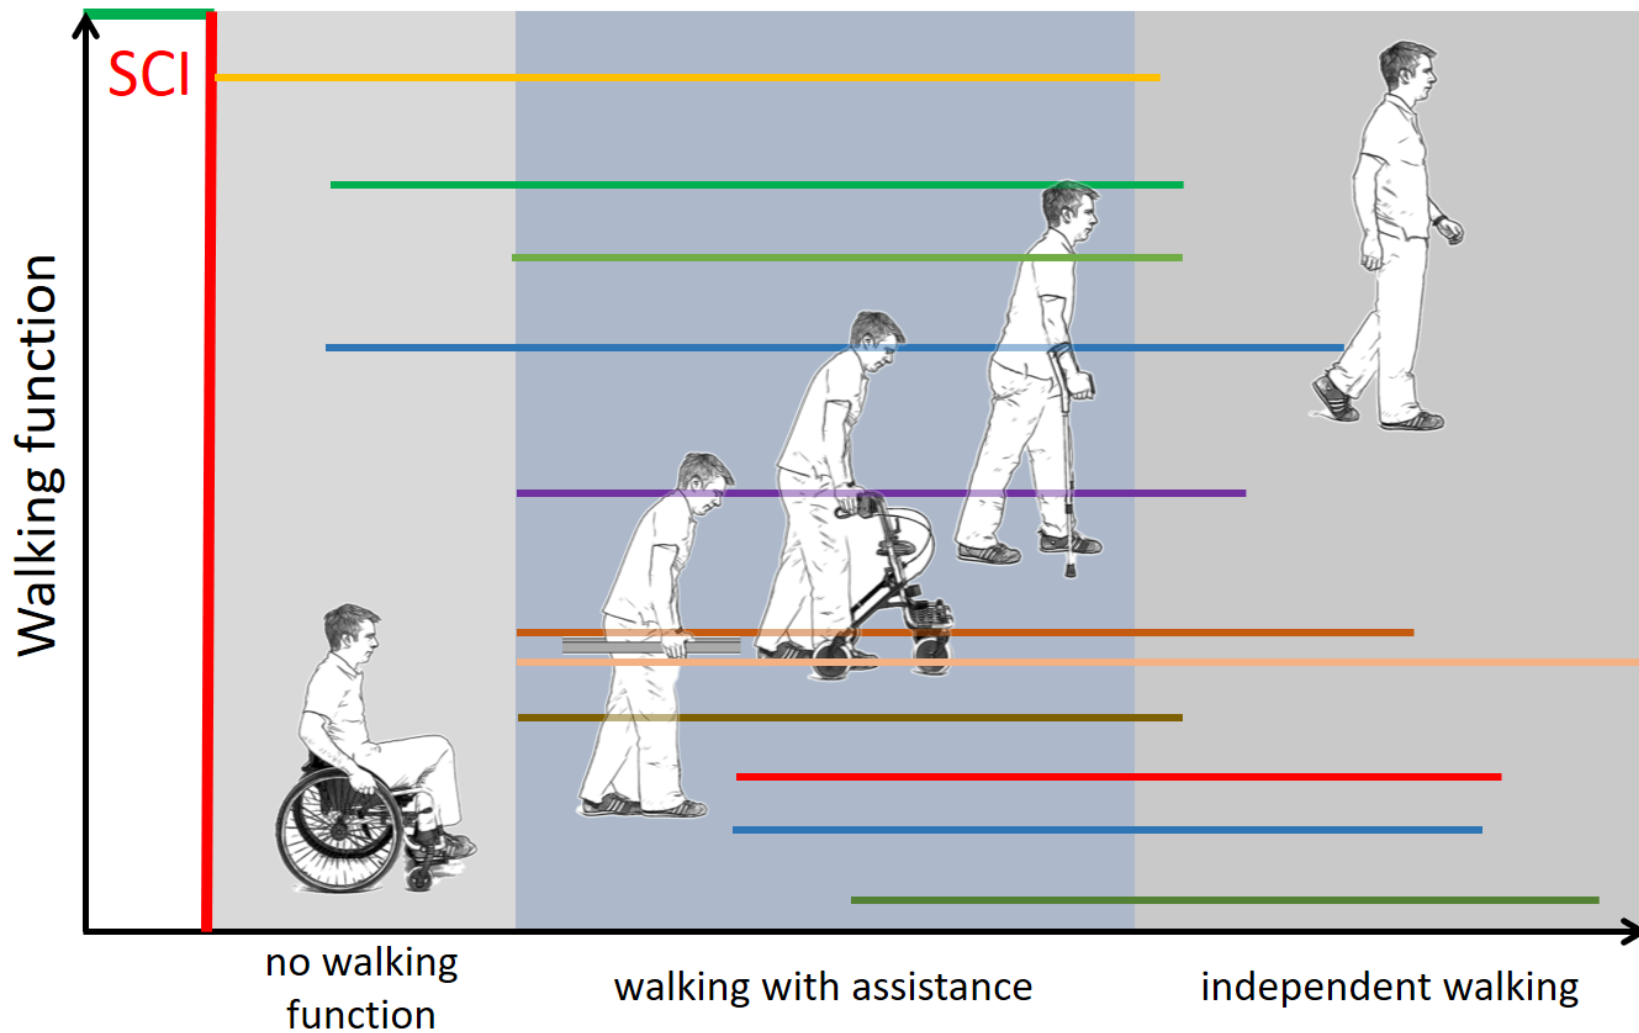 SCI
Walking function
no walking
function
walking with assistance
independent walking